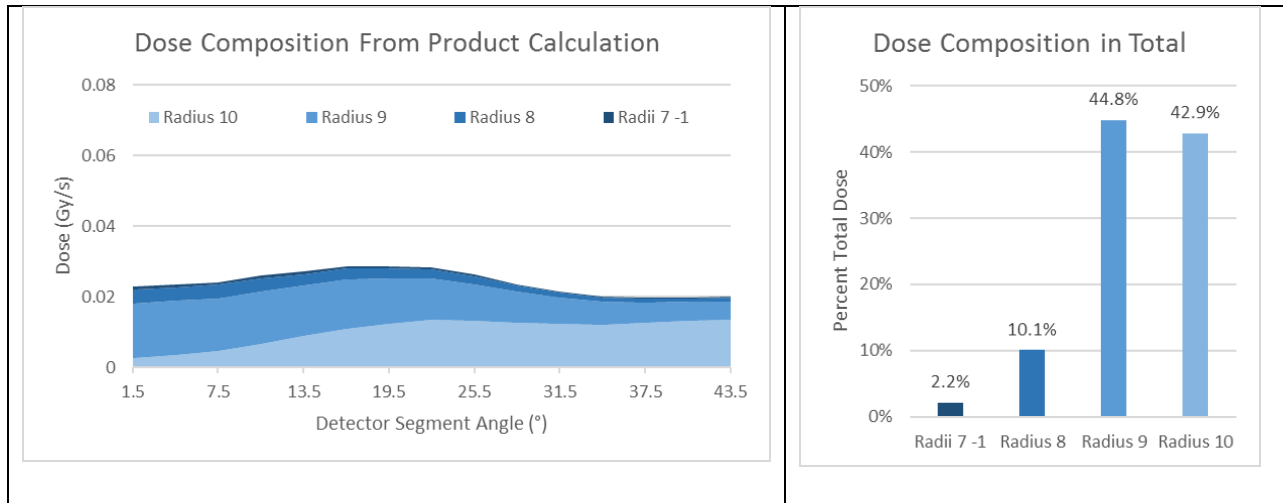 Dose Composition From Product Calculation
0.08
Radius 10 Radius 9 Radius 8 Radii 7 -1
0.06
0.04
0.02
0
Dose (Gy/s)
1.5 7.5 13.5 19.5 25.5 31.5 37.5 43.5
Detector Segment Angle (°)
Dose Composition in Total
50%
40%
30%
20%
10%
0%
Percent Total Dose
2.2% 10.1% 44.8% 42.9%
Radii 7 -1 Radius 8 Radius 9 Radius 10